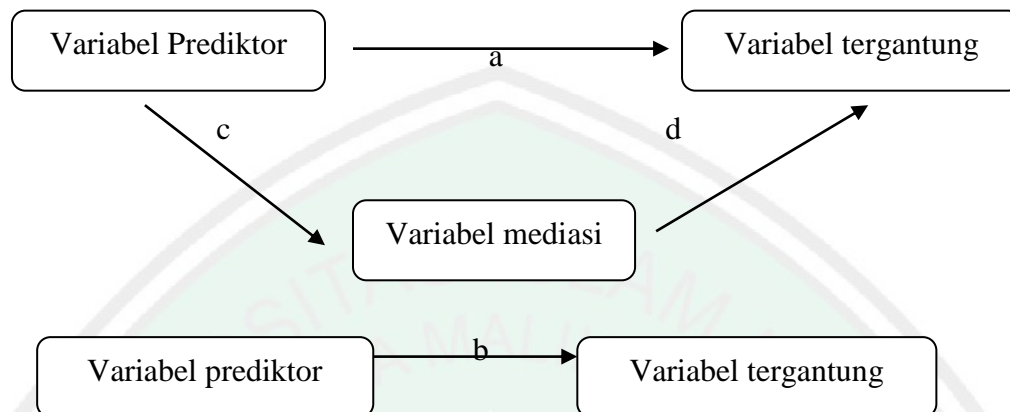 Variabel Prediktor
a
Variabel tergantung
c
d
Variabel mediasi
Variabel prediktor
b
Variabel tergantung